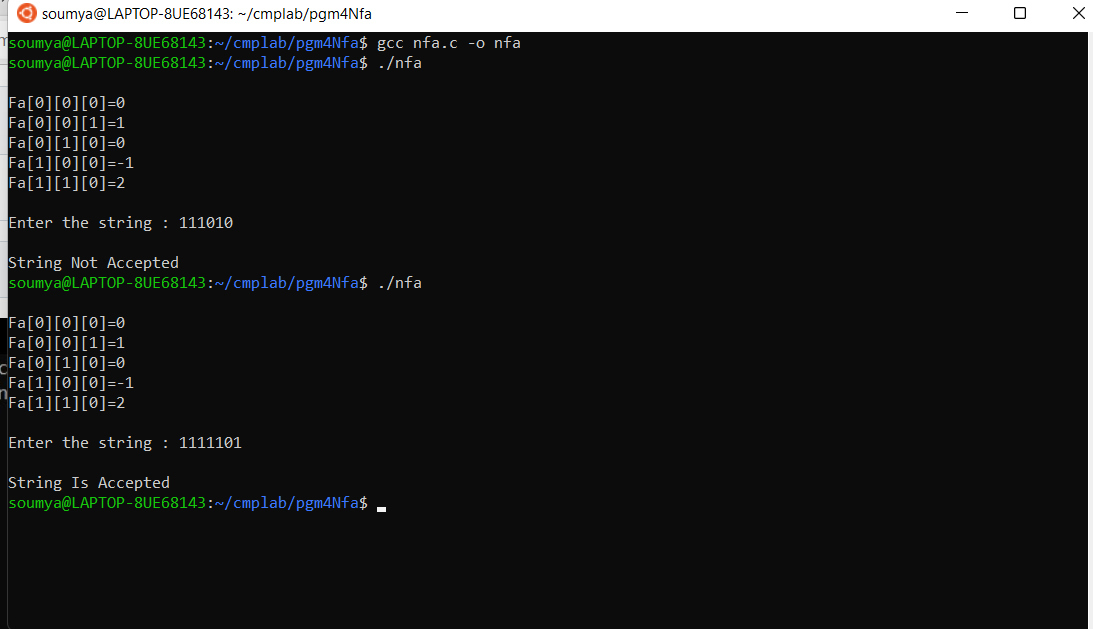 soumya@LAPTOP-8UE68143: ~/cmplab/pgm4Nfa
soumya@LAPTOP-8UE68143:~/cmplab/pgm4Nfa$ gcc nfa.c -o nfa
soumya@LAPTOP-8UE68143:~/cmplab/pgm4Nfa$ ./nfa
Fa[0][0][0]=0
Fa[0][0][1]=1
Fa[0][1][0]=0
Fa[1][0][0]=-1
Fa[1][1][0]=2
Enter the string : 111010
String Not Accepted
soumya@LAPTOP-8UE68143:~/cmplab/pgm4Nfa$ ./nfa
Fa[0][0][0]=0
Fa[0][0][1]=1
Fa[0][1][0]=0
Fa[1][0][0]=-1
Fa[1][1][0]=2
Enter the string : 1111101
String Is Accepted
soumya@LAPTOP-8UE68143:~/cmplab/pgm4Nfa$